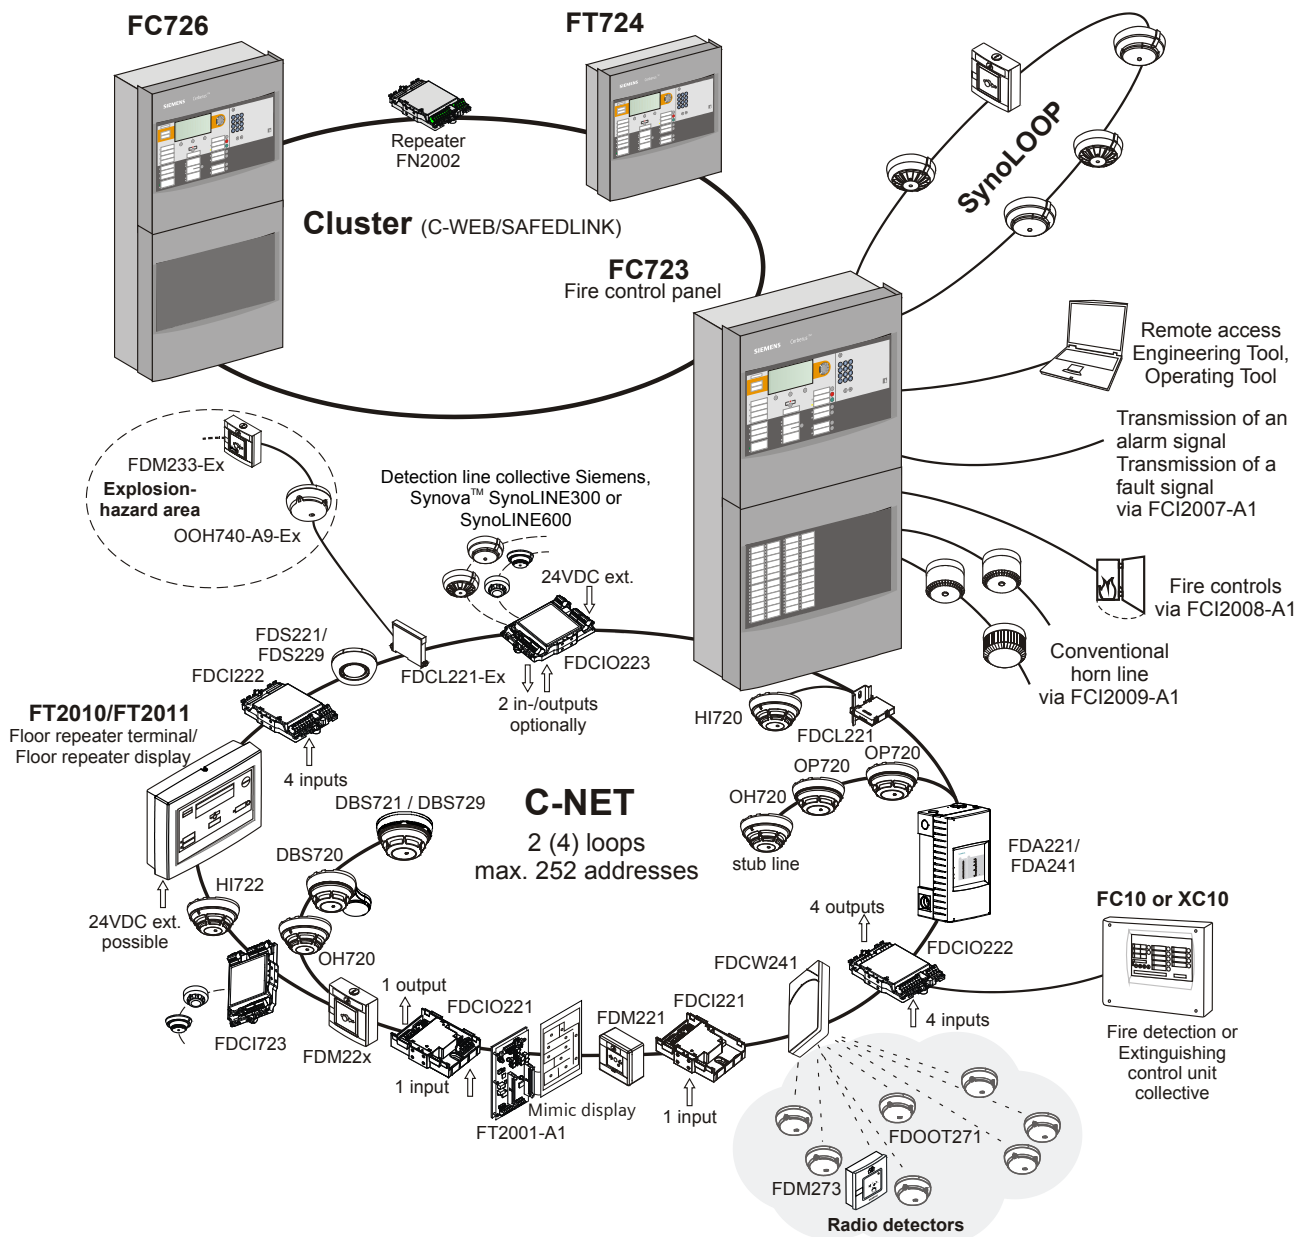 FC726
FT724
SIEMENS
SIEMENS
Repeater
FN2002
SynoLOOP
Cluster (C-WEB/SAFEDLINK)
FC723
Fire control panel
SIEMENS
Remote access
Engineering Tool,
Operating Tool
Transmission of an
alarm signal
Transmission of a
fault signal
via FCI2007-A1
FDM233-Ex
Explosion-
hazard area
OOH740-A9-Ex
Detection line collective Siemens,
Synova™ SynoLINE300 or
SynoLINE600
24VDC ext.
Fire controls
via FCI2008-A1
FDS221/
FDS229
FDCI222
FDCL221-Ex
FDCIO223
2 in-/outputs
optionally
Conventional
horn line
via FCI2009-A1
FT2010/FT2011
Floor repeater terminal/
Floor repeater display
4 inputs
HI720
FDCL221
OP720
OP720
OH720
stub line
DBS721 / DBS729
C-NET
2 (4) loops
max. 252 addresses
DBS720
FDA221/
FDA241
HI722
24VDC ext.
possible
FC10 or XC10
4 outputs
OH720
FDCIO222
FDCW241
1 output
FDCIO221
FDCI221
FDM221
4 inputs
FDCI723
FDM22x
1 input
Mimic display
FT2001-A1
1 input
Fire detection or
Extinguishing
control unit
collective
FDOOT271
FDM273
Radio detectors